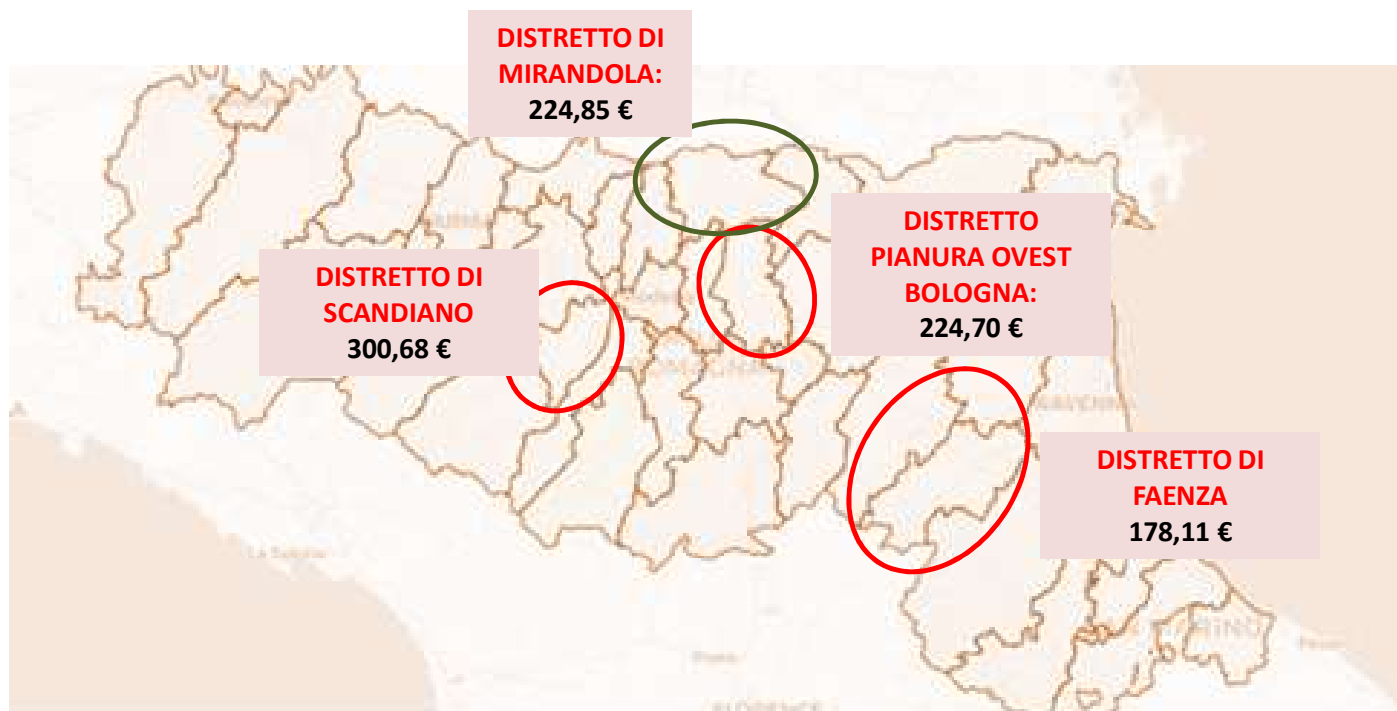 DISTRETTO DI
MIRANDOLA:
224,85 €
DISTRETTO
PIANURA OVEST
BOLOGNA:
224,70 €
DISTRETTO DI
SCANDIANO
300,68 €
DISTRETTO DI
FAENZA
178,11 €